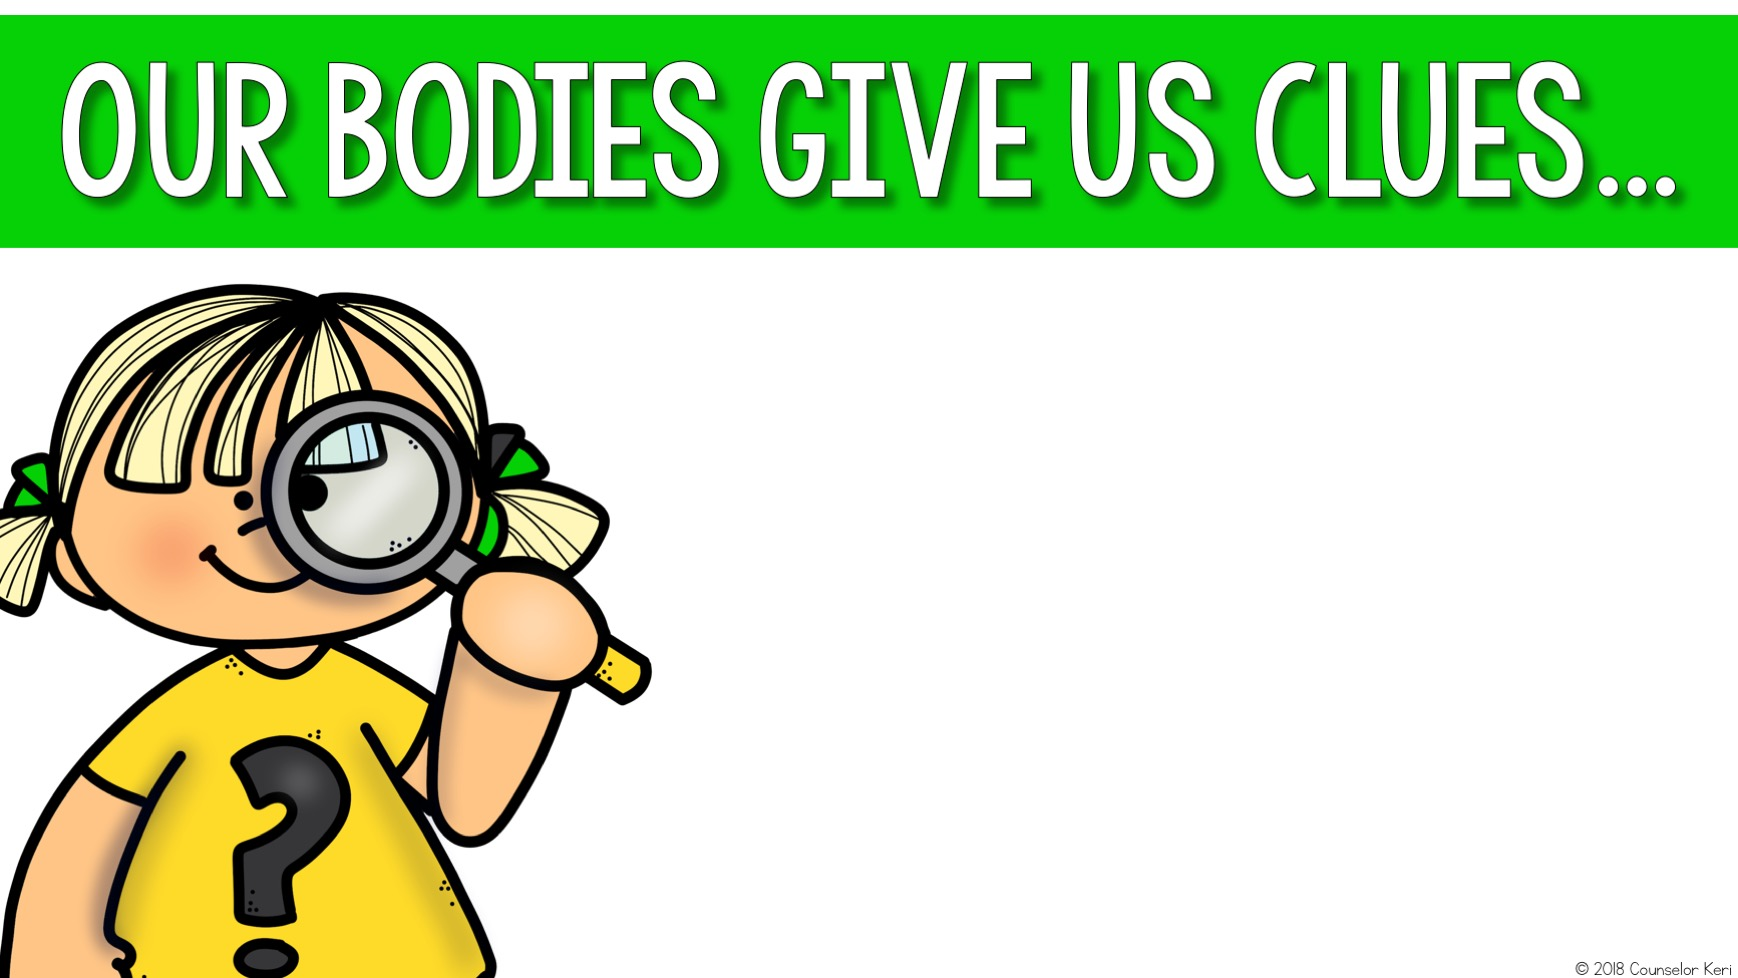 OUR BODIES GIVE US CLUES...
?
© 2018 Counselor Keri